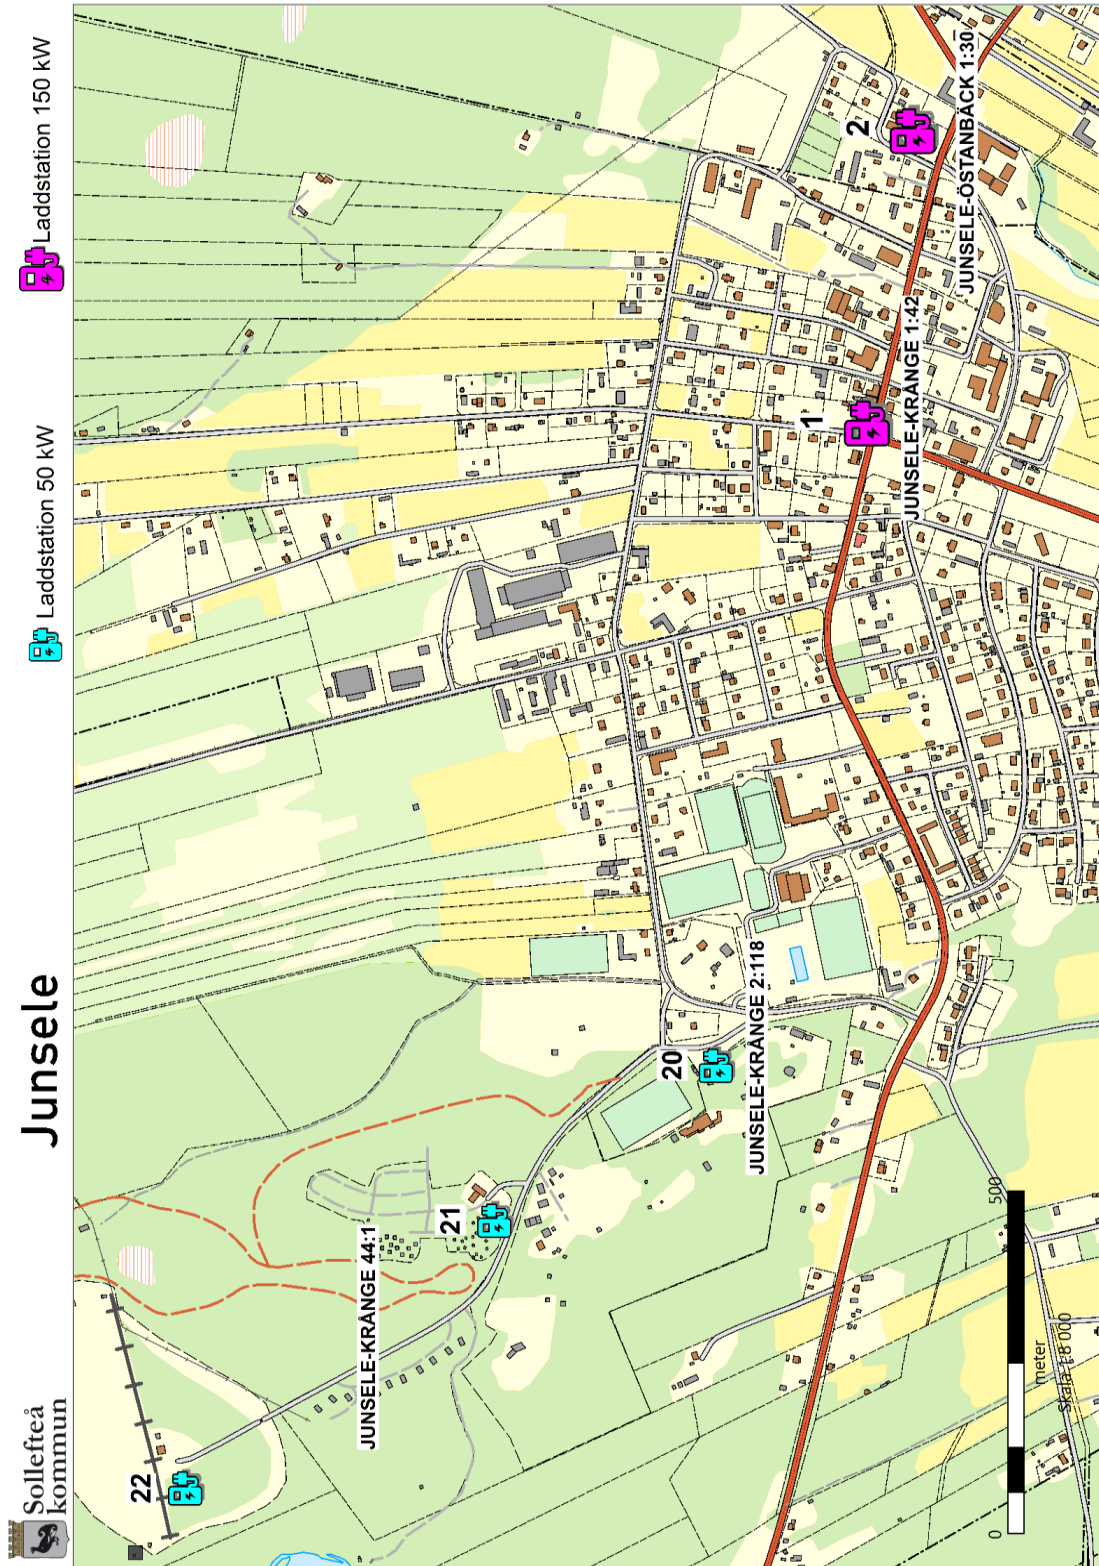 Sollefteå
kommun
Junsele
Laddstation 50 kW
Laddstation 150 kW
22
21
JUNSELE-KRÅNGE 44:1
20
JUNSELE-KRÅNGE 2:118
1
JUNSELE-KRÅNGE 1:42
2
JUNSELE-ÖSTANBÄCK 1:30
0
500
meter
Skala 1:8 000